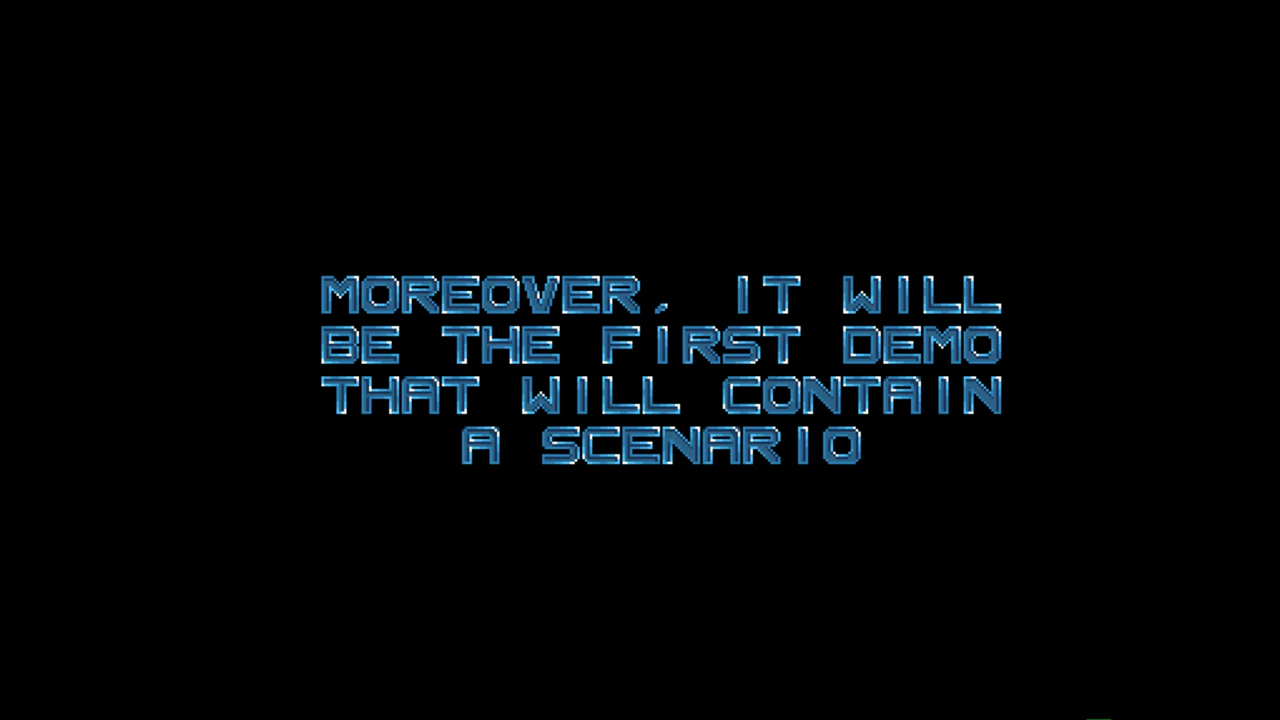 MOREOVER, IT WILL
BE THE FIRST DEMO
THAT WILL CONTAIN
A SCENARIO